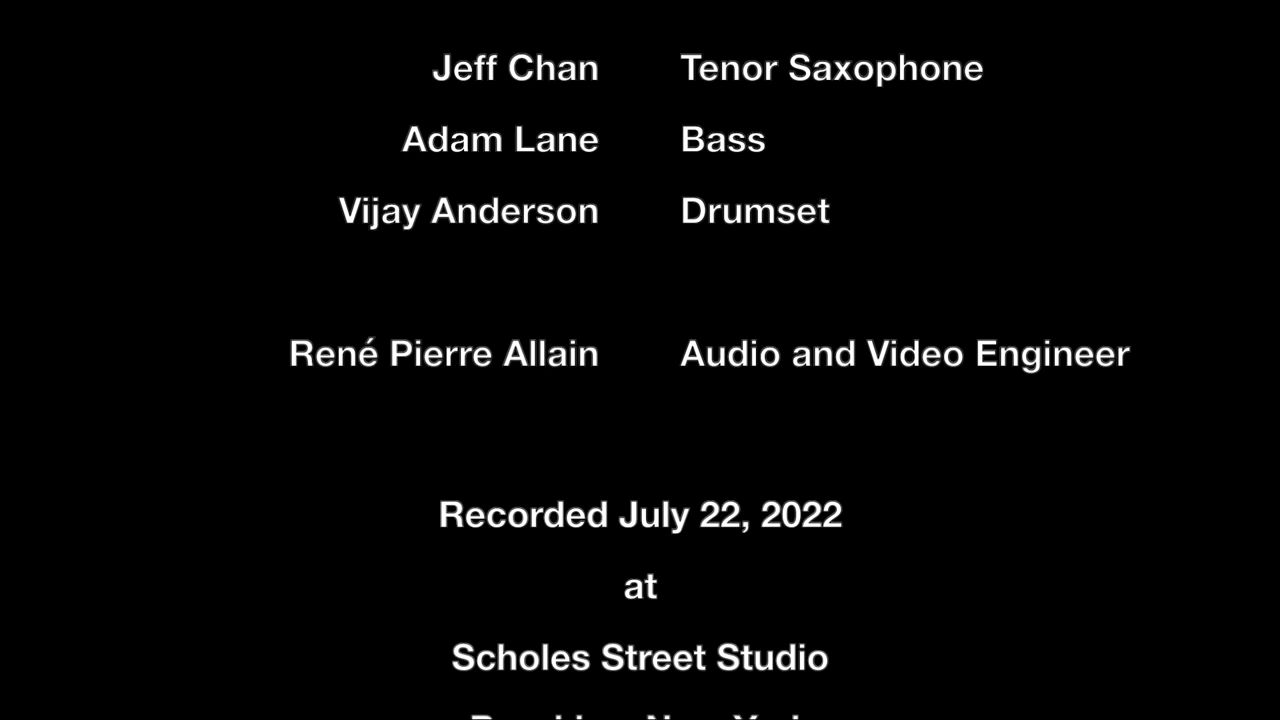 Jeff Chan Tenor Saxophone
Adam Lane Bass
Vijay Anderson Drumset
René Pierre Allain Audio and Video Engineer
Recorded July 22, 2022
at
Scholes Street Studio